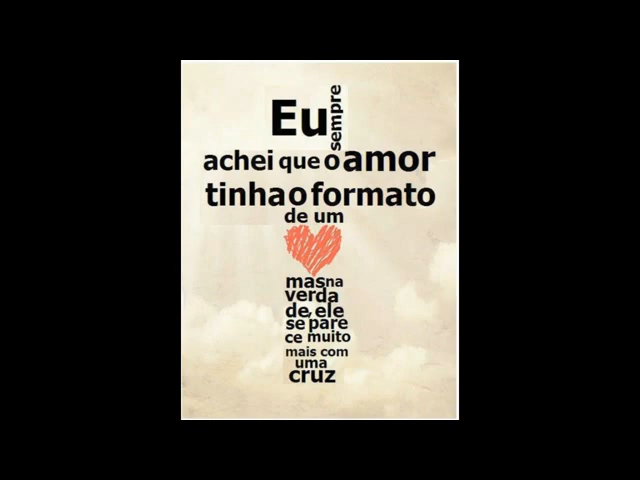 Eu sempre
achei que o amor
tinha o formato
de um
mas na
verda
de, ele
se pare
ce muito
mais com
uma
cruz